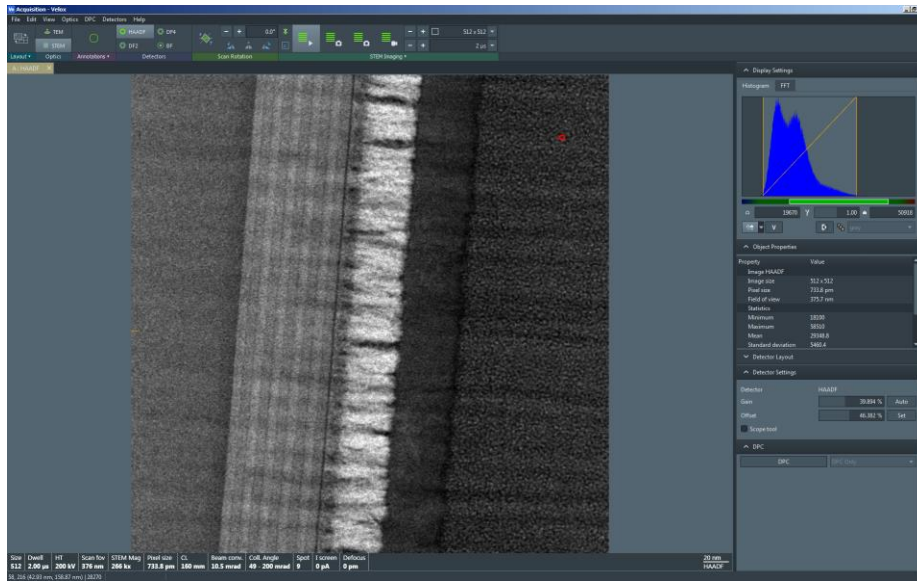 Acquisition - Velox
File Edit View Optics DPC Detectors Help
TEM HAADF DF4 0.0° 512 x 512
STEM DF2 BF 2 µs
Layout Optics Annotations Detectors Scan Rotation STEM Imaging
HAADF
Display Settings
Histogram FFT
19670 γ 1.00 50918
D
Object Properties
Property Value
Image HAADF
Image size 512 x 512
Pixel size 733.8 pm
Field of view 375.7 nm
Statistics
Minimum 18100
Maximum 58510
Mean 29348.8
Standard deviation 5460.4
Detector Layout
Detector Settings
Detector HAADF
Gain 39.894 % Auto
Offset 46.382 % Set
Scope tool
DPC
DPC
Size Dwell HT Scan fov STEM Mag Pixel size CL Beam conv. Coll. Angle Spot I screen Defocus 20 nm
512 2.00 µs 200 kV 376 nm 266 kx 733.8 pm 160 mm 10.5 mrad 49 - 200 mrad 9 0 pA 0 pm HAADF